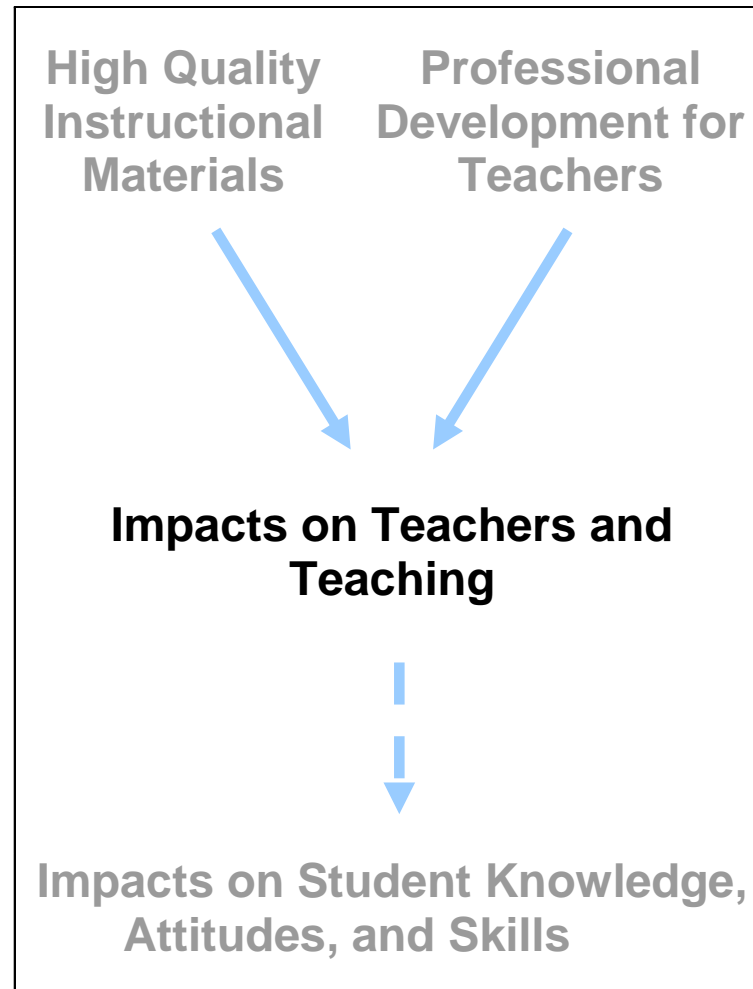 High Quality
Instructional
Materials
Professional
Development for
Teachers
Impacts on Teachers and
Teaching
Impacts on Student Knowledge,
Attitudes, and Skills